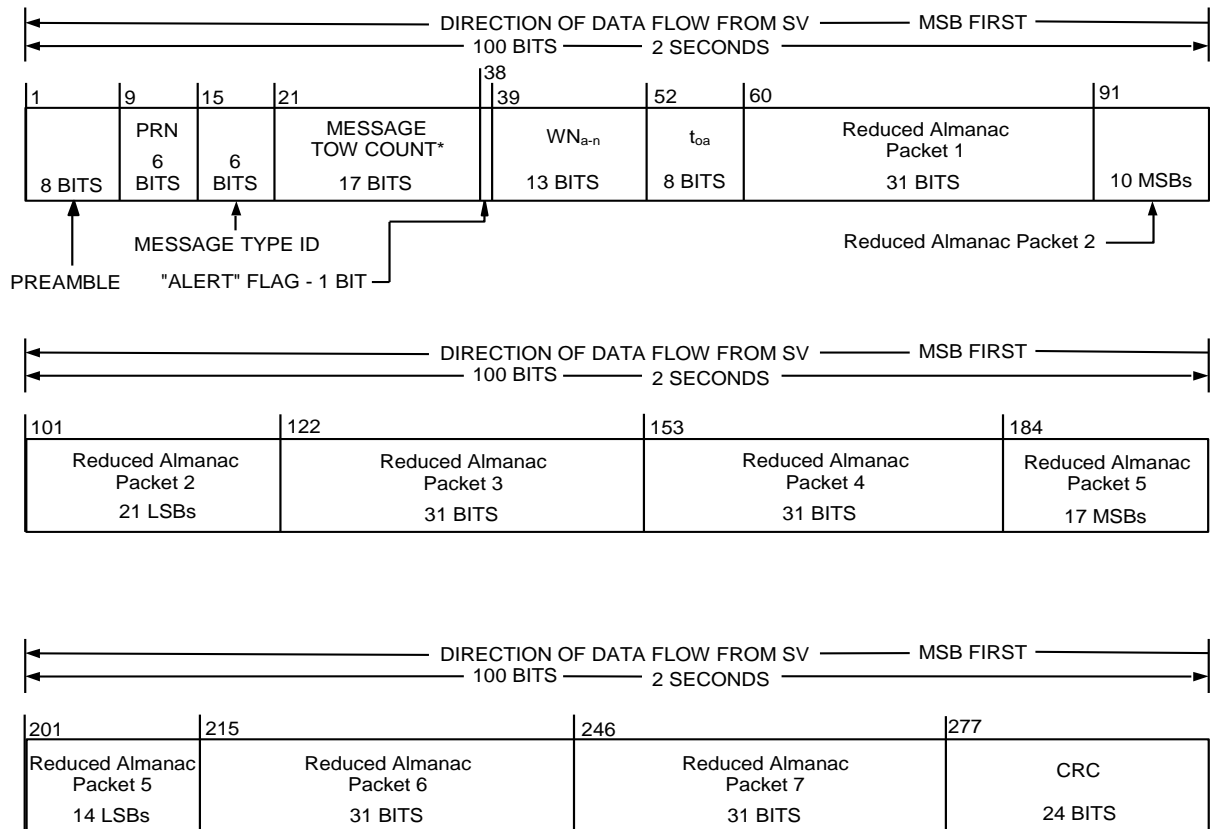 DIRECTION OF DATA FLOW FROM SV MSB FIRST
100 BITS 2 SECONDS
1 9 15 21 38 39 52 60 91
8 BITS
PRN
6
BITS
6
BITS
MESSAGE
TOW COUNT*
17 BITS
WNa-n
13 BITS
toa
8 BITS
Reduced Almanac
Packet 1
31 BITS
10 MSBs
MESSAGE TYPE ID
Reduced Almanac Packet 2
PREAMBLE
"ALERT" FLAG - 1 BIT
DIRECTION OF DATA FLOW FROM SV MSB FIRST
100 BITS 2 SECONDS
101 122 153 184
Reduced Almanac
Packet 2
21 LSBs
Reduced Almanac
Packet 3
31 BITS
Reduced Almanac
Packet 4
31 BITS
Reduced Almanac
Packet 5
17 MSBs
DIRECTION OF DATA FLOW FROM SV MSB FIRST
100 BITS 2 SECONDS
201 215 246 277
Reduced Almanac
Packet 5
14 LSBs
Reduced Almanac
Packet 6
31 BITS
Reduced Almanac
Packet 7
31 BITS
CRC
24 BITS